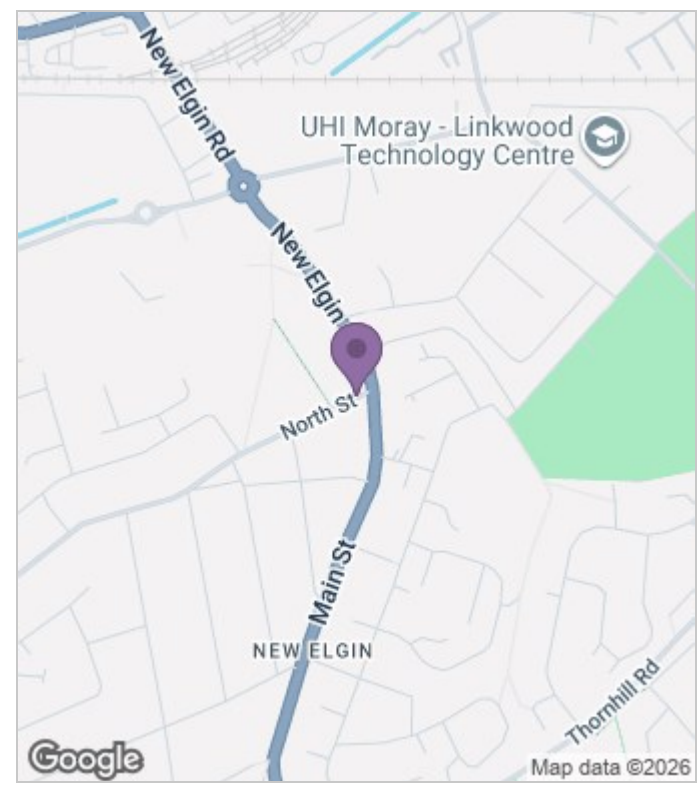 New Elgin Rd
UHI Moray - Linkwood
Technology Centre
New Elgin
North St
Main St
NEW ELGIN
Thornhill Rd
Google
Map data ©2026